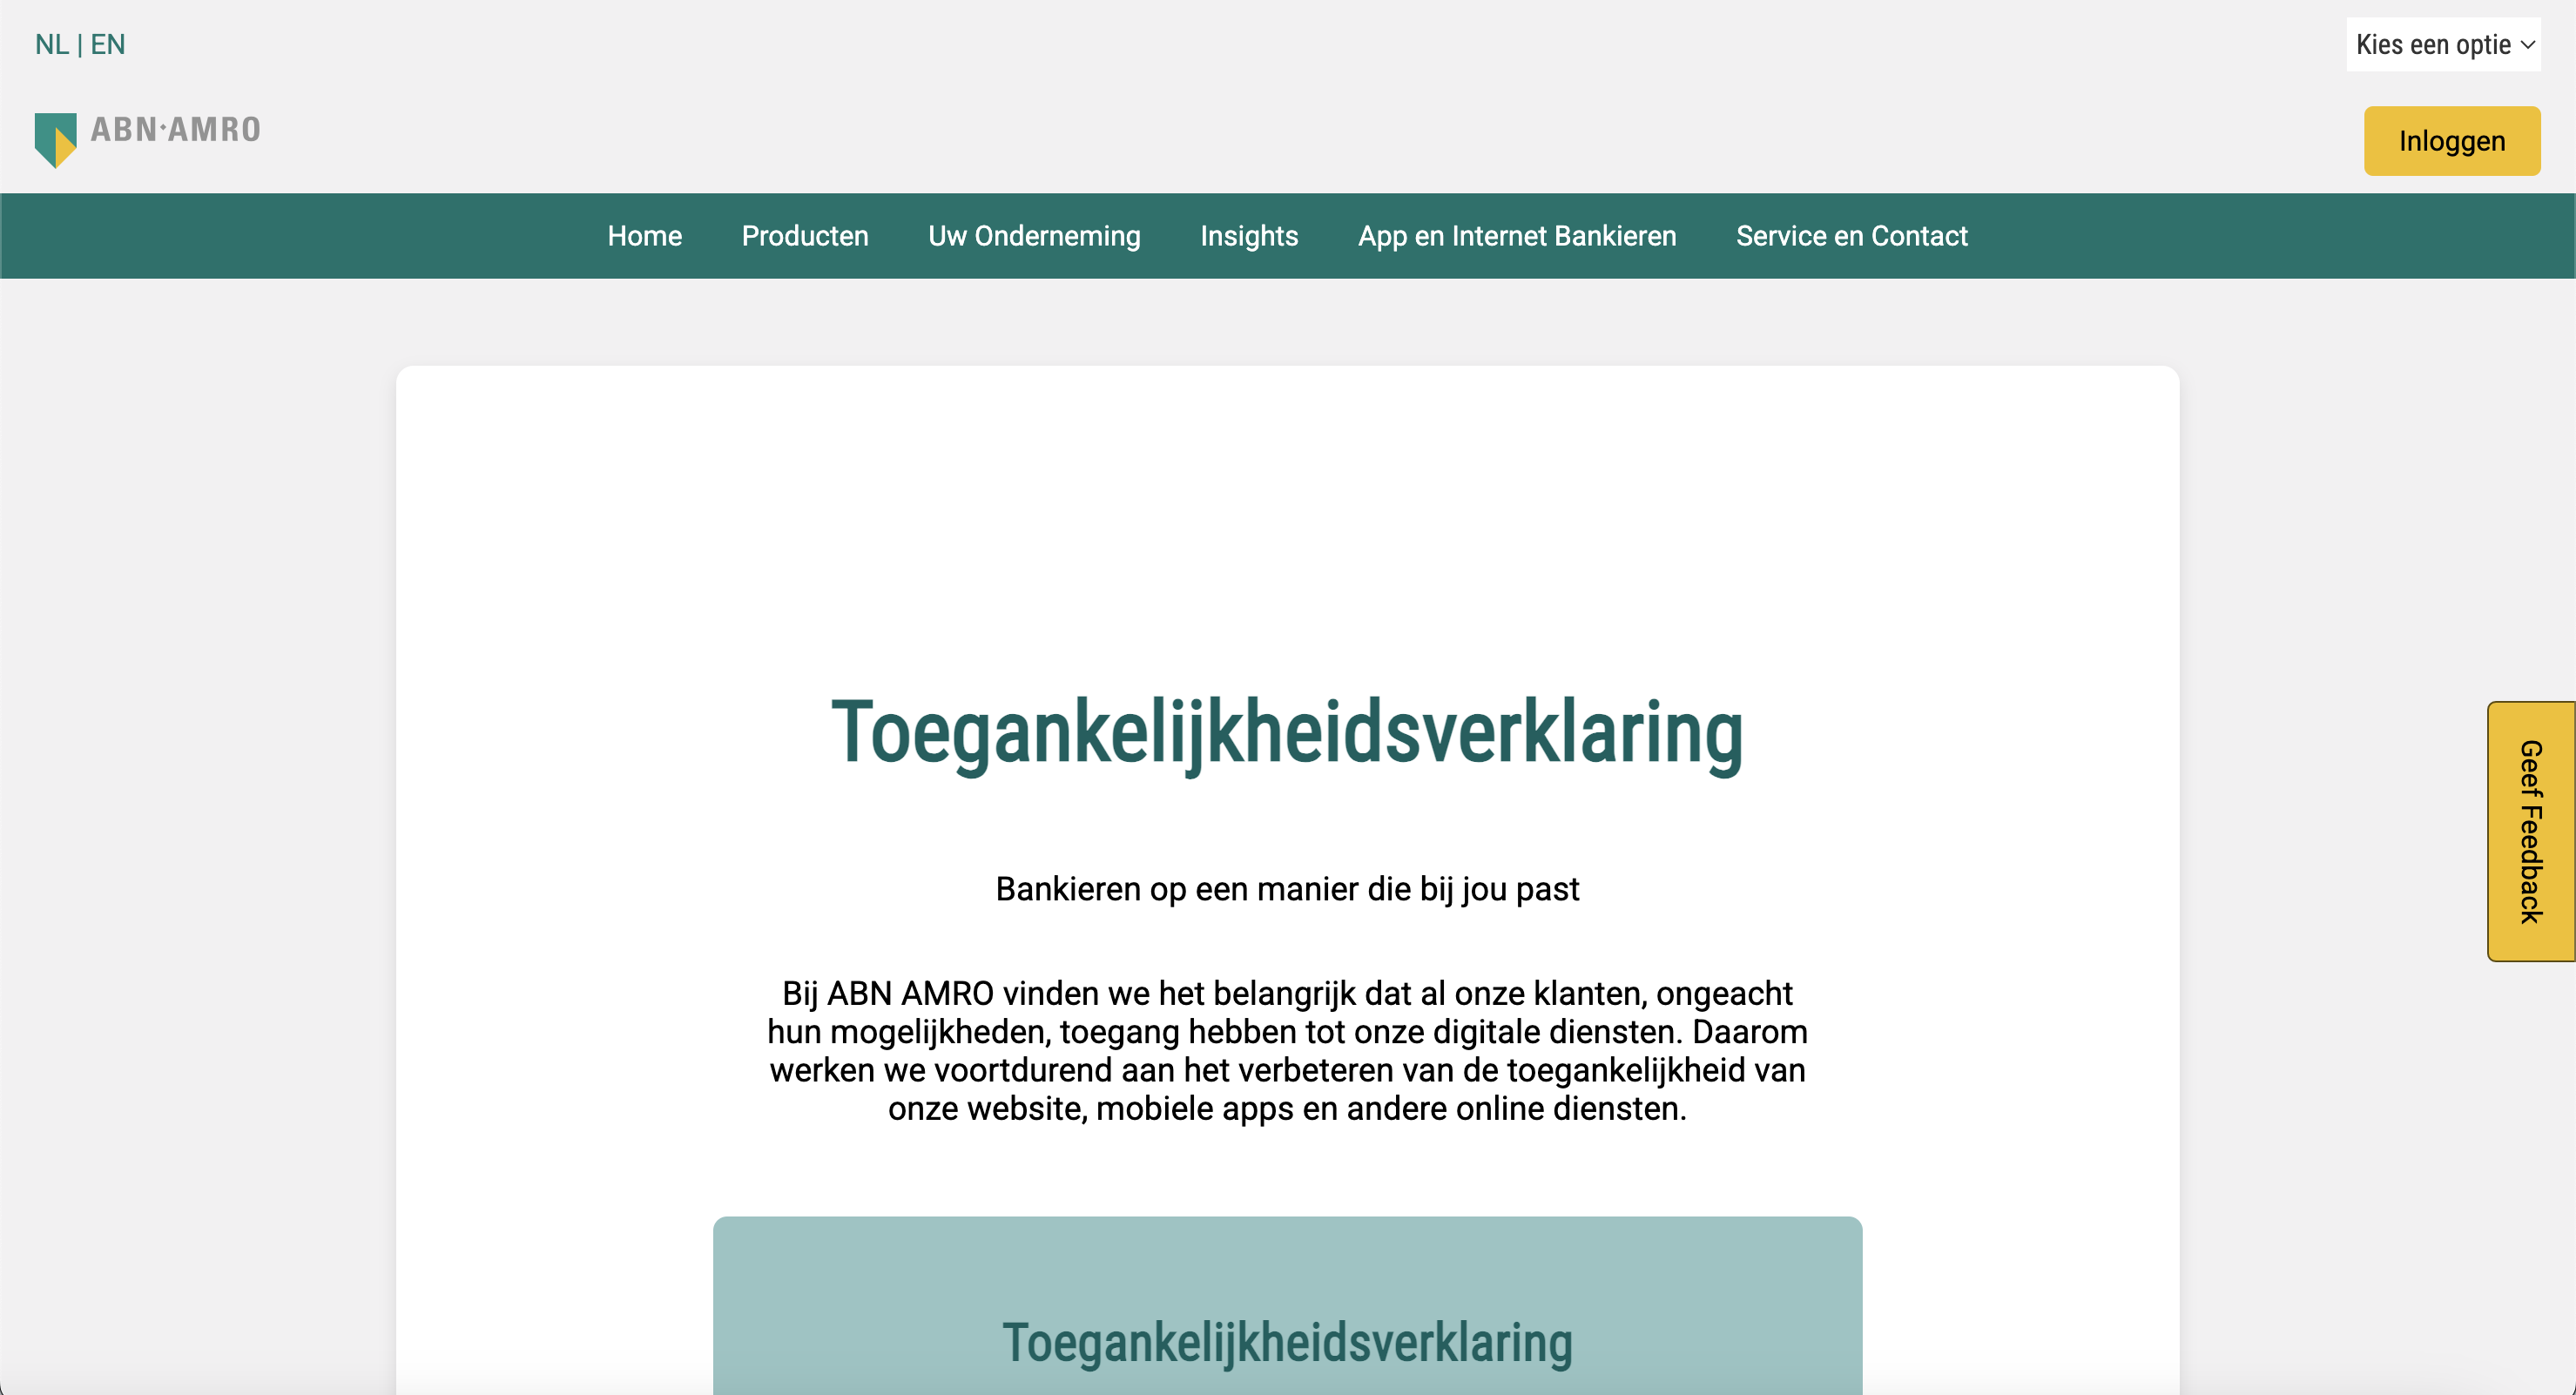 NL | EN
Kies een optie
ABN·AMRO
Inloggen
Home Producten Uw Onderneming Insights App en Internet Bankieren Service en Contact
Toegankelijkheidsverklaring
Bankieren op een manier die bij jou past
Geef Feedback
Bij ABN AMRO vinden we het belangrijk dat al onze klanten, ongeacht
hun mogelijkheden, toegang hebben tot onze digitale diensten. Daarom
werken we voortdurend aan het verbeteren van de toegankelijkheid van
onze website, mobiele apps en andere online diensten.
Toegankelijkheidsverklaring